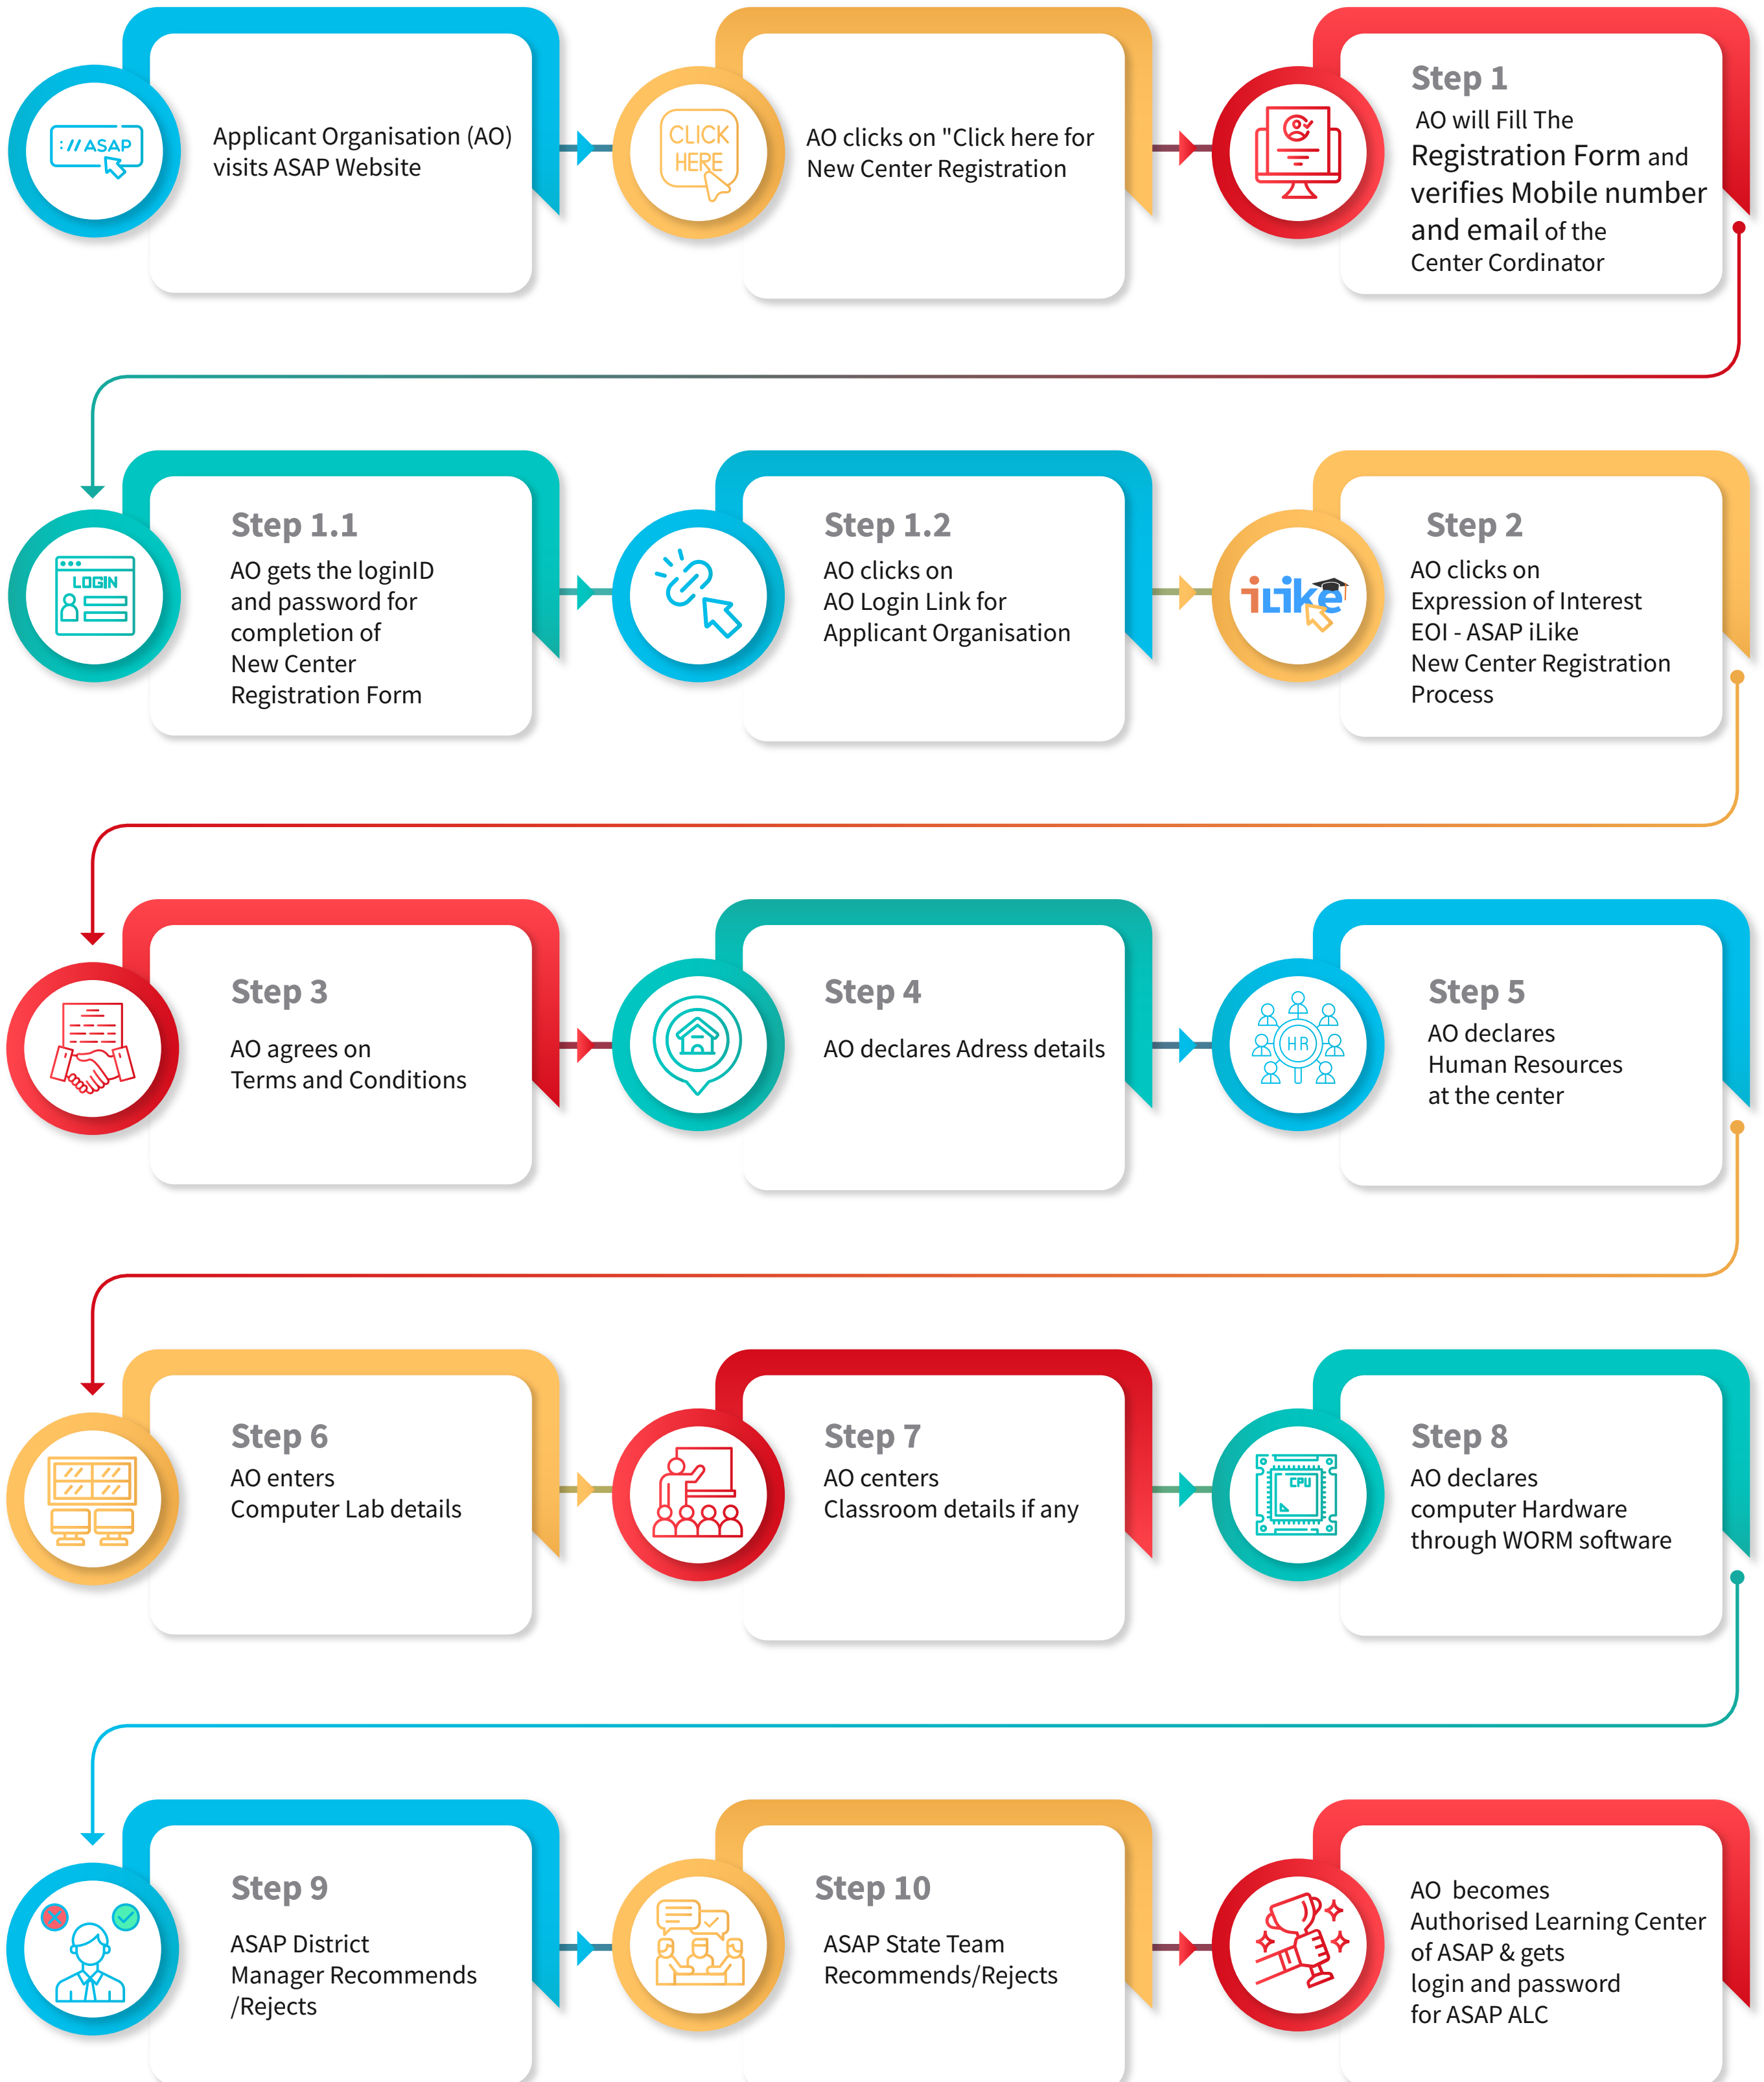 :// ASAP
Applicant Organisation (AO)
visits ASAP Website
CLICK
HERE
AO clicks on "Click here for
New Center Registration
Step 1
AO will Fill The
Registration Form and
verifies Mobile number
and email of the
Center Cordinator
LOGIN
Step 1.1
AO gets the loginID
and password for
completion of
New Center
Registration Form
Step 1.2
AO clicks on
AO Login Link for
Applicant Organisation
iLike
Step 2
AO clicks on
Expression of Interest
EOI - ASAP iLike
New Center Registration
Process
Step 3
AO agrees on
Terms and Conditions
Step 4
AO declares Adress details
HR
Step 5
AO declares
Human Resources
at the center
Step 6
AO enters
Computer Lab details
Step 7
AO centers
Classroom details if any
CPU
Step 8
AO declares
computer Hardware
through WORM software
Step 9
ASAP District
Manager Recommends
/Rejects
Step 10
ASAP State Team
Recommends/Rejects
AO becomes
Authorised Learning Center
of ASAP & gets
login and password
for ASAP ALC